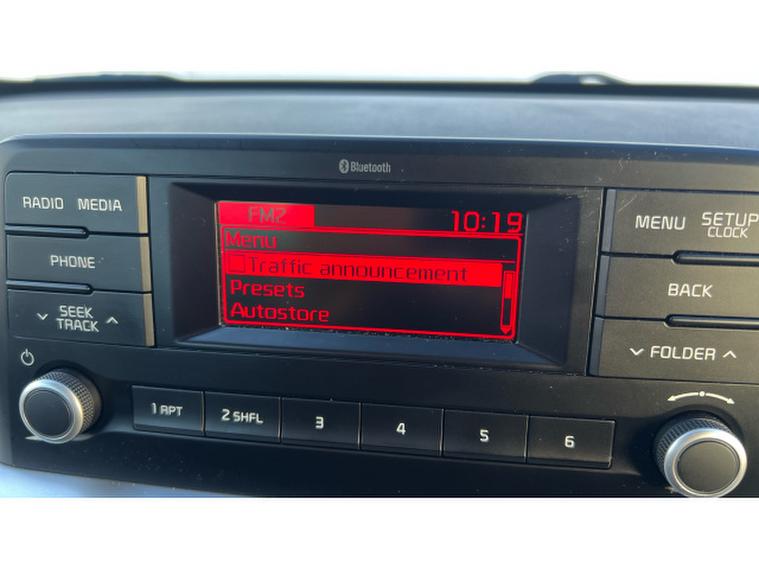 Bluetooth
RADIO MEDIA
PHONE
SEEK
TRACK
FM2 10:19
Menu
Traffic announcement
Presets
Autostore
MENU SETUP
CLOCK
BACK
FOLDER
1 RPT 2 SHFL 3 4 5 6